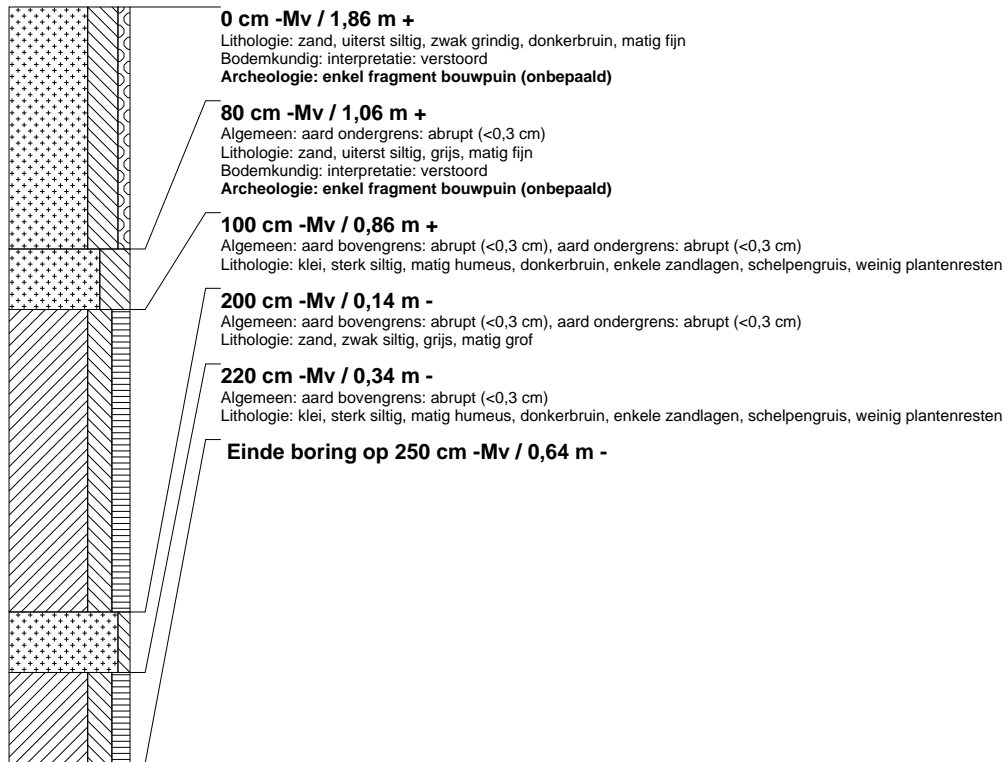 0 cm -Mv / 1,86 m +
Lithologie: zand, uiterst siltig, zwak grindig, donkerbruin, matig fijn
Bodemkundig: interpretatie: verstoord
Archeologie: enkel fragment bouwpuin (onbepaald)
80 cm -Mv / 1,06 m +
Algemeen: aard ondergrens: abrupt (<0,3 cm)
Lithologie: zand, uiterst siltig, grijs, matig fijn
Bodemkundig: interpretatie: verstoord
Archeologie: enkel fragment bouwpuin (onbepaald)
100 cm -Mv / 0,86 m +
Algemeen: aard bovengrens: abrupt (<0,3 cm), aard ondergrens: abrupt (<0,3 cm)
Lithologie: klei, sterk siltig, matig humeus, donkerbruin, enkele zandlagen, schelpengruis, weinig plantenresten
200 cm -Mv / 0,14 m -
Algemeen: aard bovengrens: abrupt (<0,3 cm), aard ondergrens: abrupt (<0,3 cm)
Lithologie: zand, zwak siltig, grijs, matig grof
220 cm -Mv / 0,34 m -
Algemeen: aard bovengrens: abrupt (<0,3 cm)
Lithologie: klei, sterk siltig, matig humeus, donkerbruin, enkele zandlagen, schelpengruis, weinig plantenresten
Einde boring op 250 cm -Mv / 0,64 m -